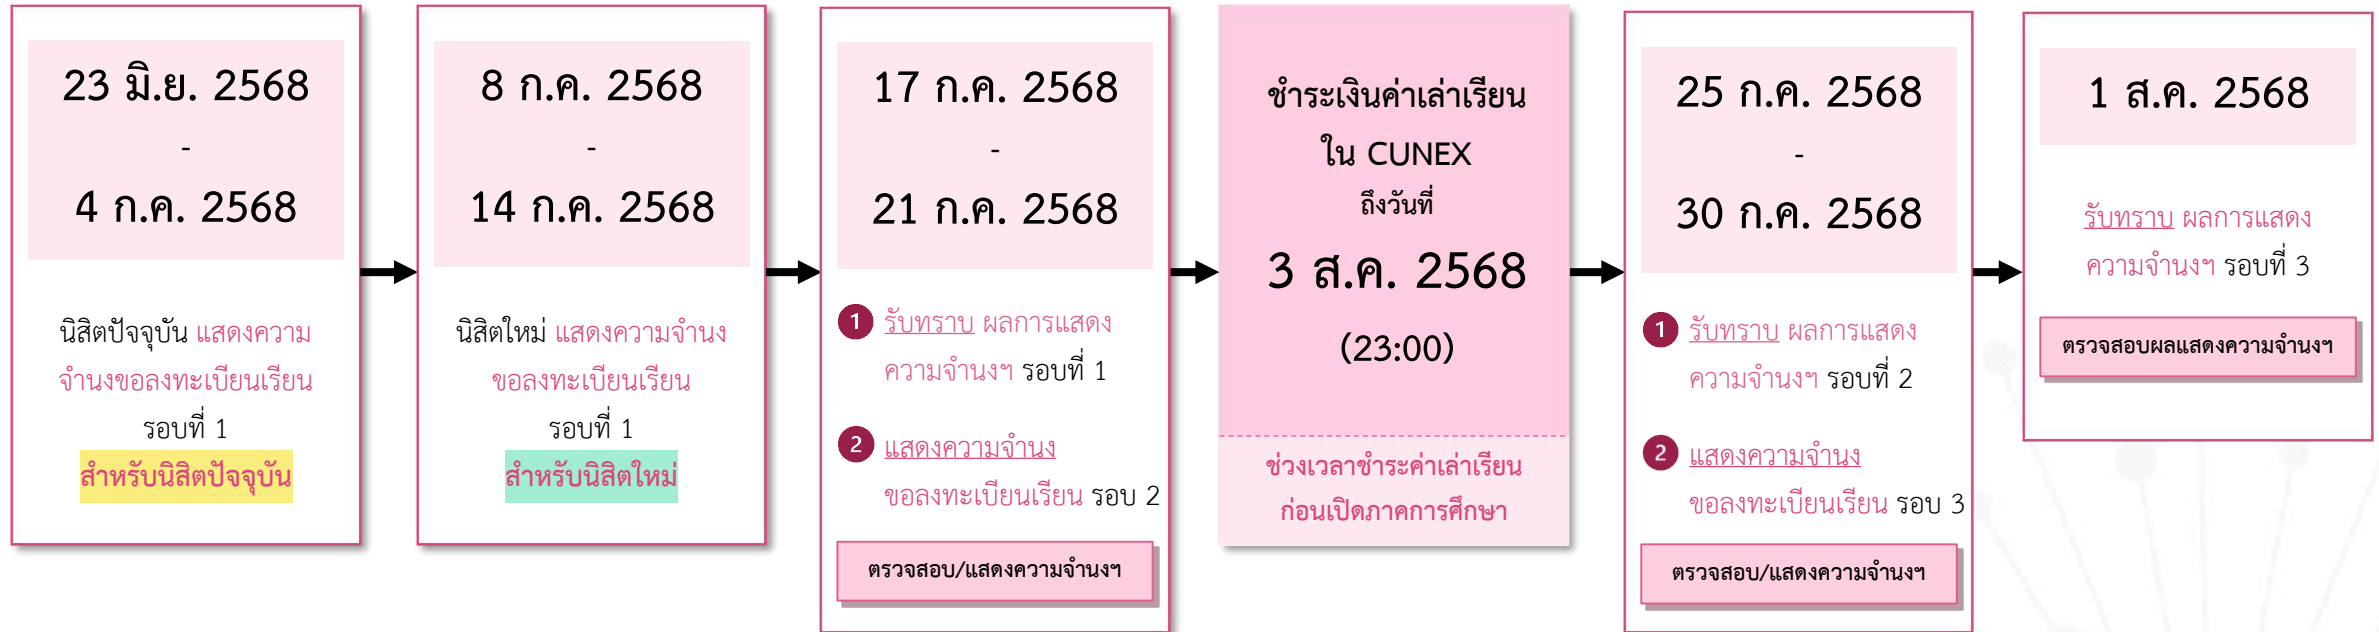 23 มิ.ย. 2568
-
4 ก.ค. 2568
นิสิตปัจจุบัน แสดงความ
จำนงขอลงทะเบียนเรียน
รอบที่ 1
สำหรับนิสิตปัจจุบัน
8 ก.ค. 2568
-
14 ก.ค. 2568
นิสิตใหม่ แสดงความจำนง
ขอลงทะเบียนเรียน
รอบที่ 1
สำหรับนิสิตใหม่
17 ก.ค. 2568
-
21 ก.ค. 2568
1 รับทราบ ผลการแสดง
ความจำนงฯ รอบที่ 1
2 แสดงความจำนง
ขอลงทะเบียนเรียน รอบ 2
ตรวจสอบ/แสดงความจำนงฯ
ชำระเงินค่าเล่าเรียน
ใน CUNEX
ถึงวันที่
3 ส.ค. 2568
(23:00)
ช่วงเวลาชำระค่าเล่าเรียน
ก่อนเปิดภาคการศึกษา
25 ก.ค. 2568
-
30 ก.ค. 2568
1 รับทราบ ผลการแสดง
ความจำนงฯ รอบที่ 2
2 แสดงความจำนง
ขอลงทะเบียนเรียน รอบ 3
ตรวจสอบ/แสดงความจำนงฯ
1 ส.ค. 2568
รับทราบ ผลการแสดง
ความจำนงฯ รอบที่ 3
ตรวจสอบผลแสดงความจำนงฯ